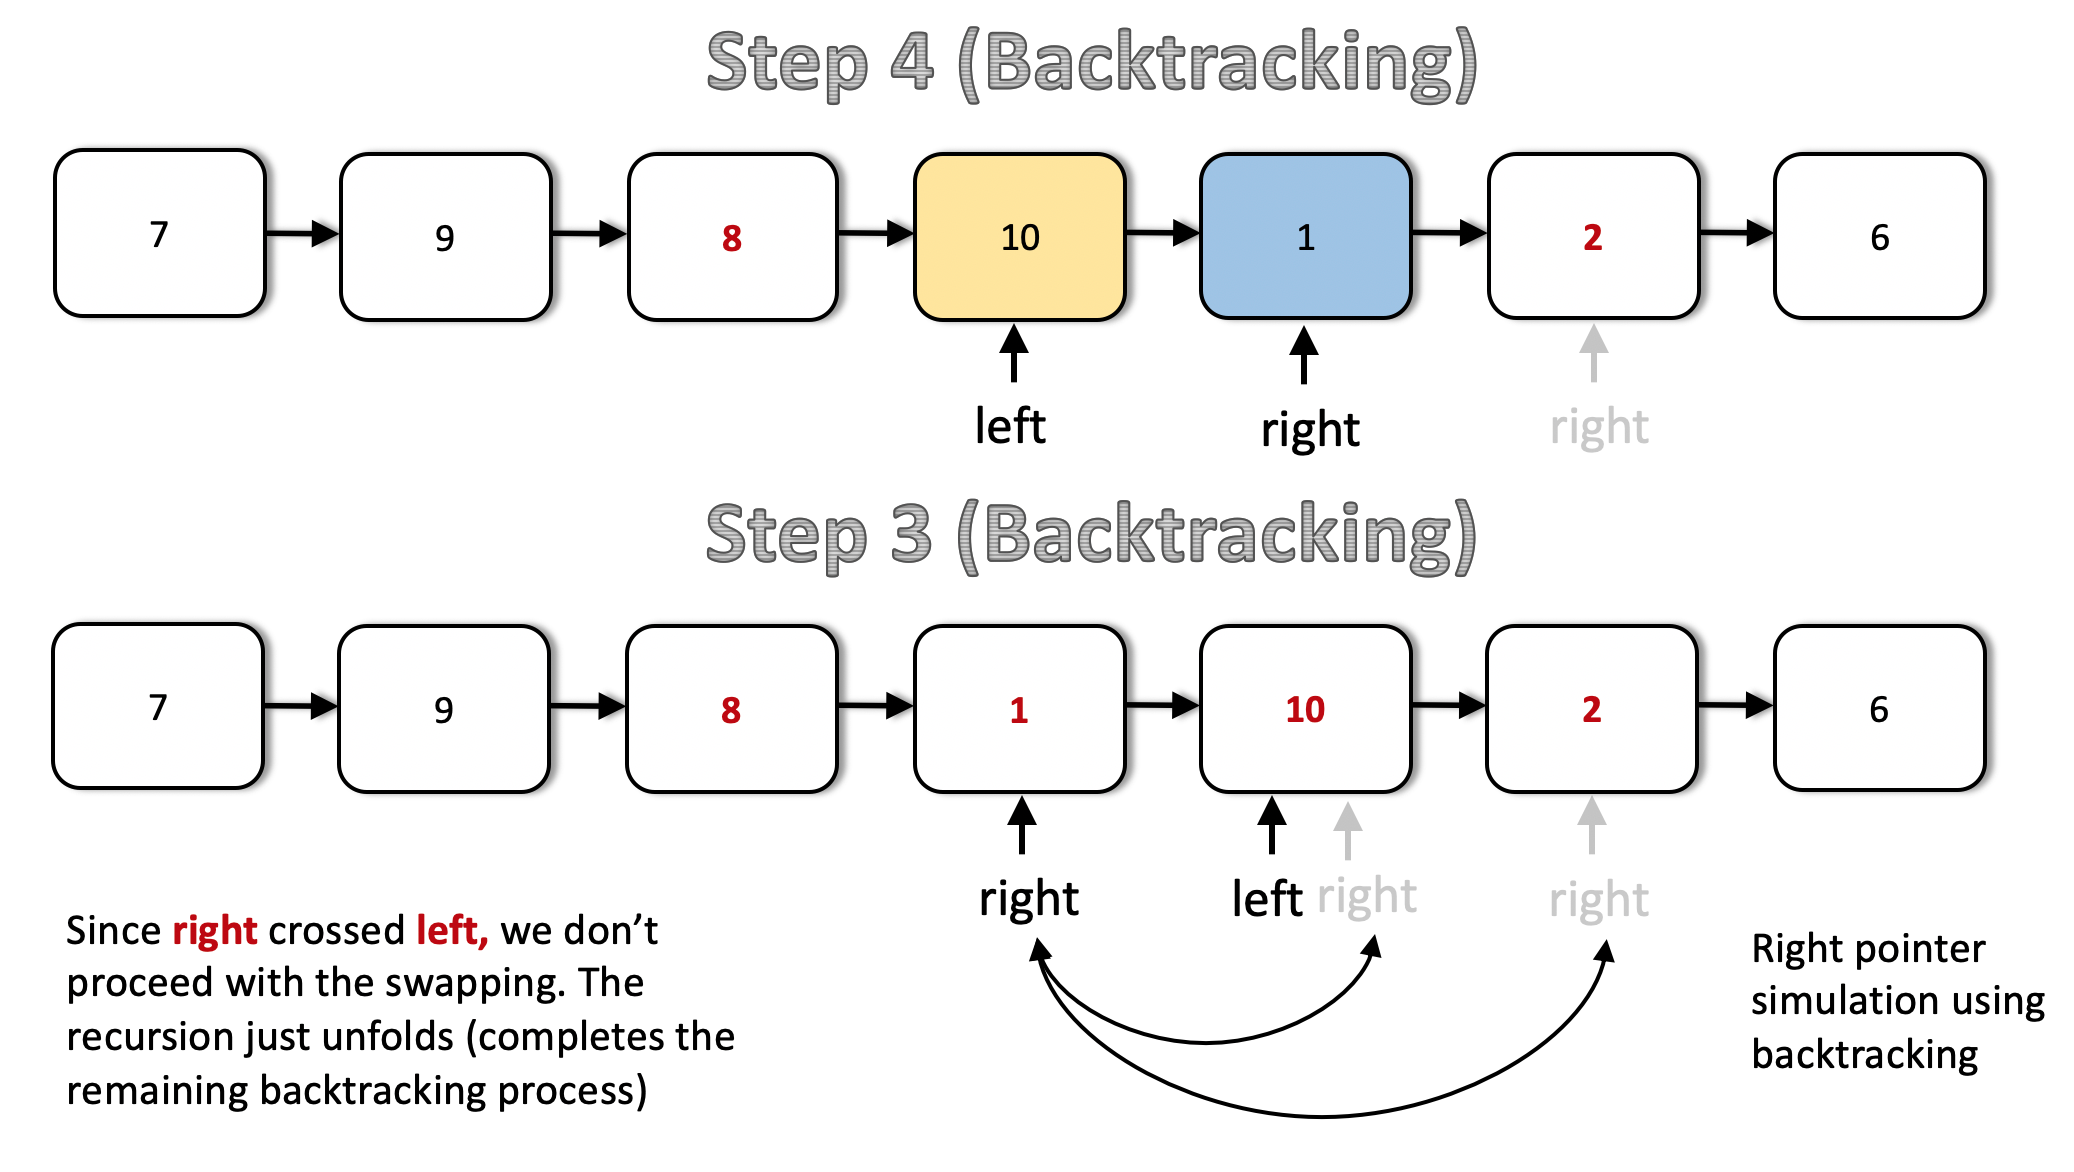 Step 4 (Backtracking)
7 9 8 10 1 2 6
left right right
Step 3 (Backtracking)
7 9 8 1 10 2 6
right left right right
Since right crossed left, we don’t
proceed with the swapping. The
recursion just unfolds (completes the
remaining backtracking process)
Right pointer
simulation using
backtracking